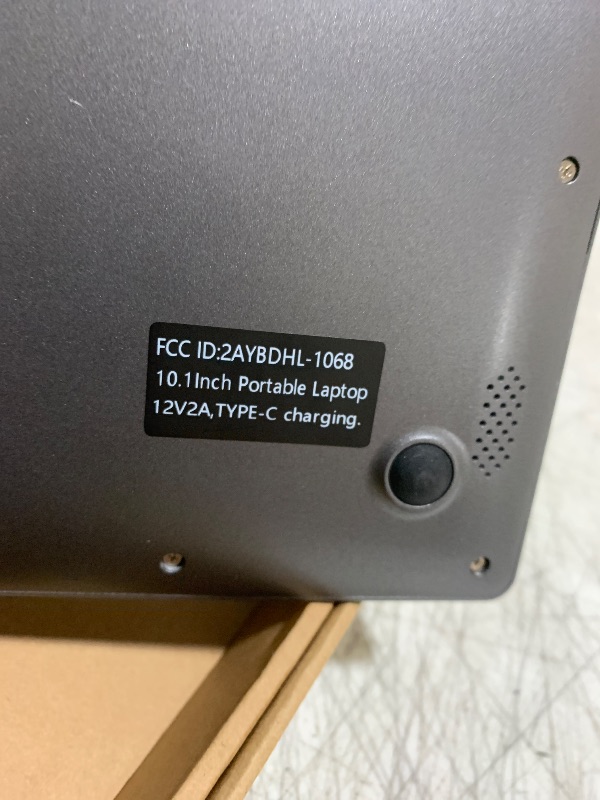 FCC ID:2AYBDHL-1068
10.1Inch Portable Laptop
12V2A,TYPE-C charging.